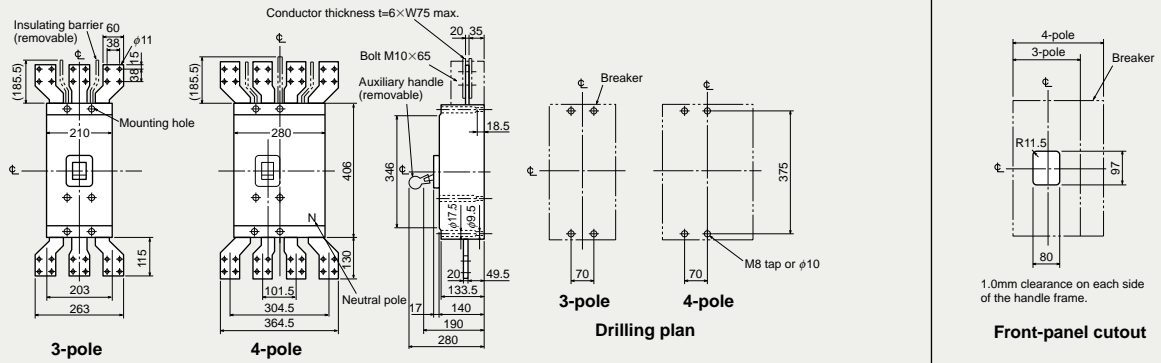 Insulating barrier
(removable)
60
38
φ11
15
38
(185.5)
210
Mounting hole
115
203
263
3-pole
℄
℄
(185.5)
℄
280
406
130
N
Neutral pole
101.5
304.5
364.5
4-pole
Conductor thickness t=6×W75 max.
20
35
Bolt M10×65
Auxiliary handle
(removable)
18.5
346
℄
φ17.5
φ9.5
20
49.5
133.5
17
140
190
280
Breaker
℄
℄
℄
375
M8 tap or φ10
70
70
3-pole
4-pole
Drilling plan
4-pole
3-pole
℄
Breaker
R11.5
℄
97
80
1.0mm clearance on each side
of the handle frame.
Front-panel cutout